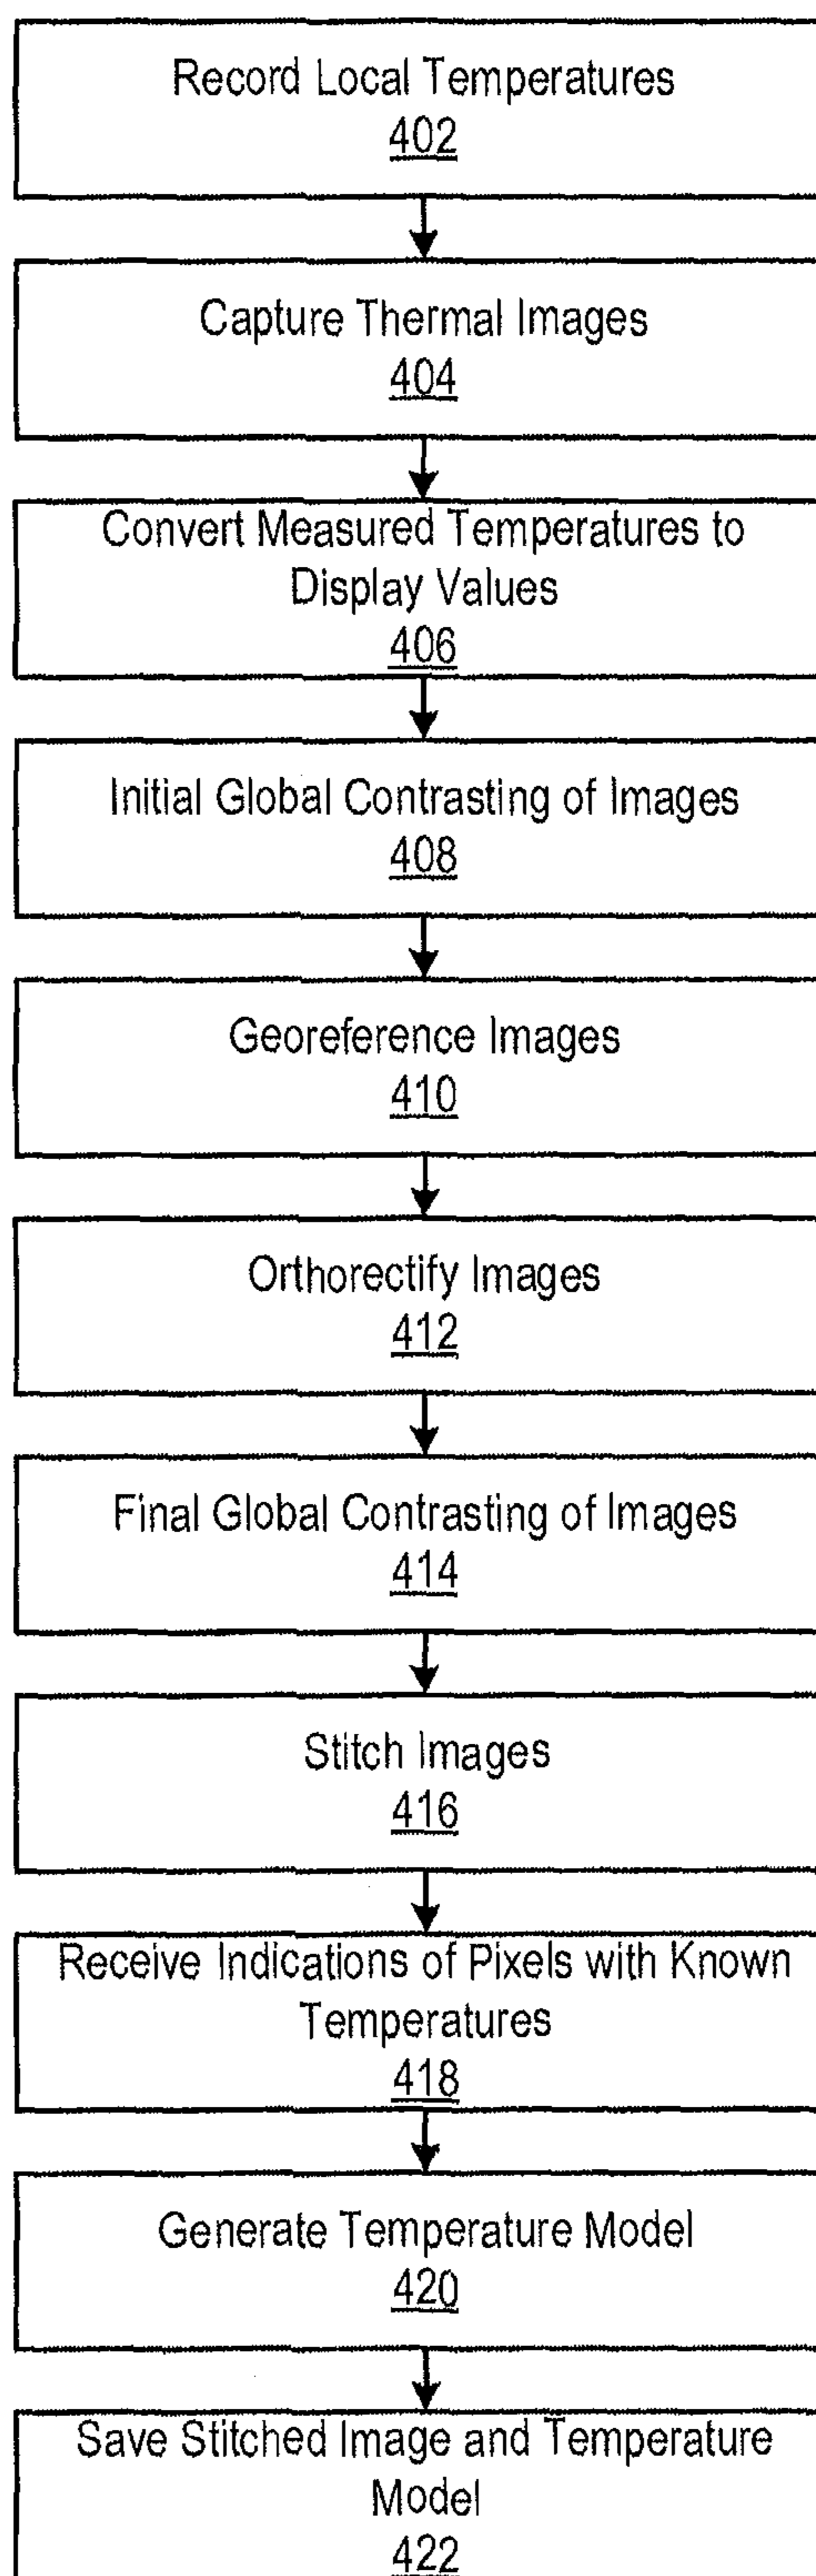 Record Local Temperatures
402
Capture Thermal Images
404
Convert Measured Temperatures to
Display Values
406
Initial Global Contrasting of Images
408
Georeference Images
410
Orthorectify Images
412
Final Global Contrasting of Images
414
Stitch Images
416
Receive Indications of Pixels with Known
Temperatures
418
Generate Temperature Model
420
Save Stitched Image and Temperature
Model
422